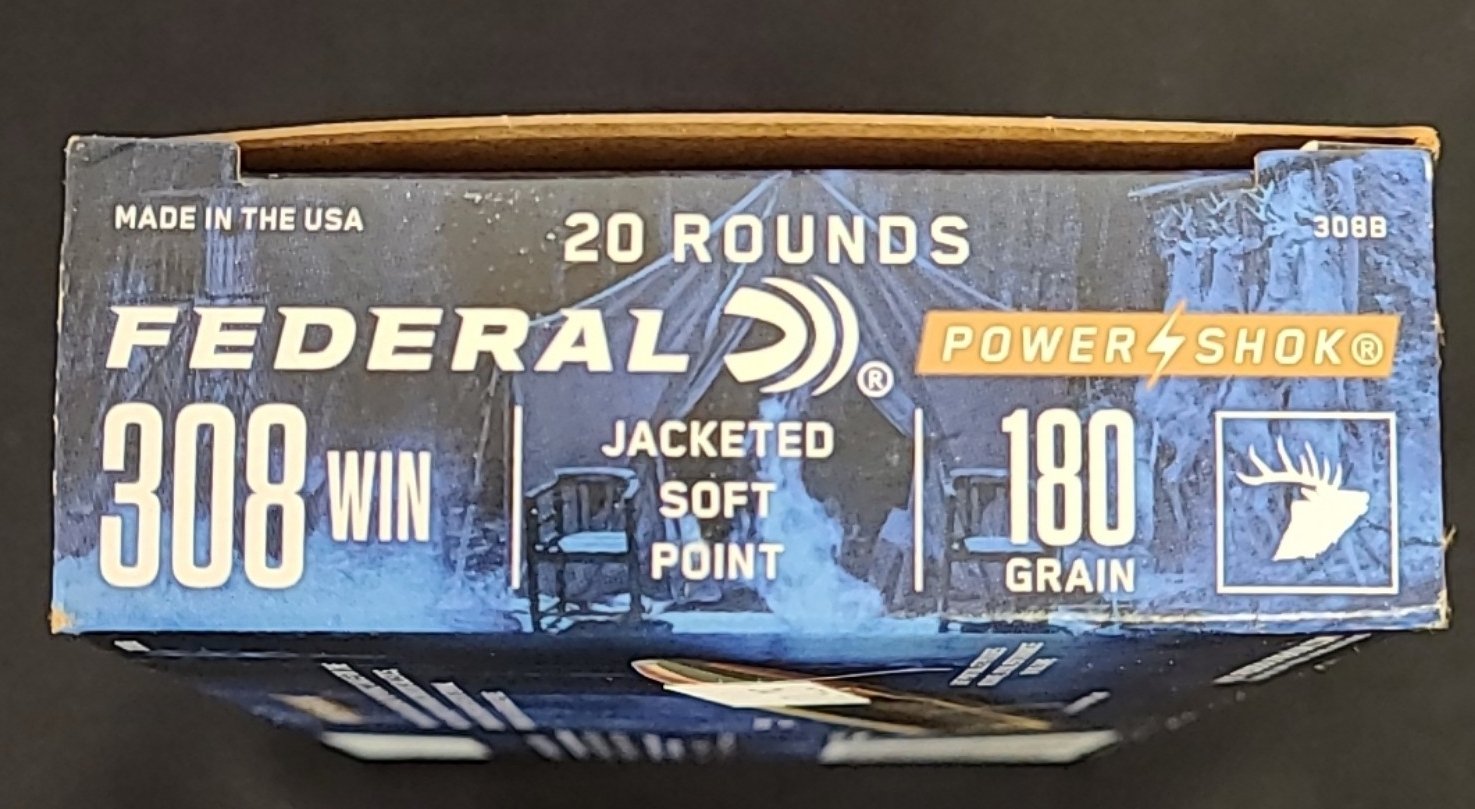 MADE IN THE USA
20 ROUNDS
308B
FEDERAL®
POWER SHOK®
308 WIN
JACKETED
SOFT
POINT
180
GRAIN